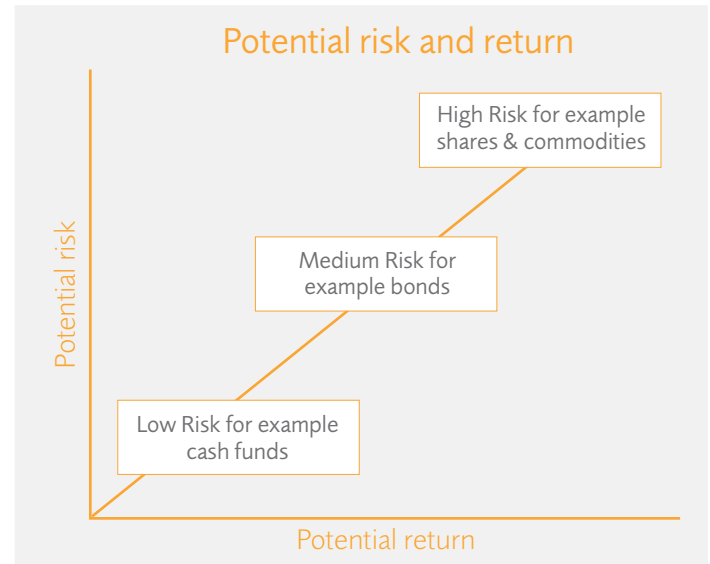 Potential risk and return
High Risk for example
shares & commodities
Potential risk
Medium Risk for
example bonds
Low Risk for example
cash funds
Potential return